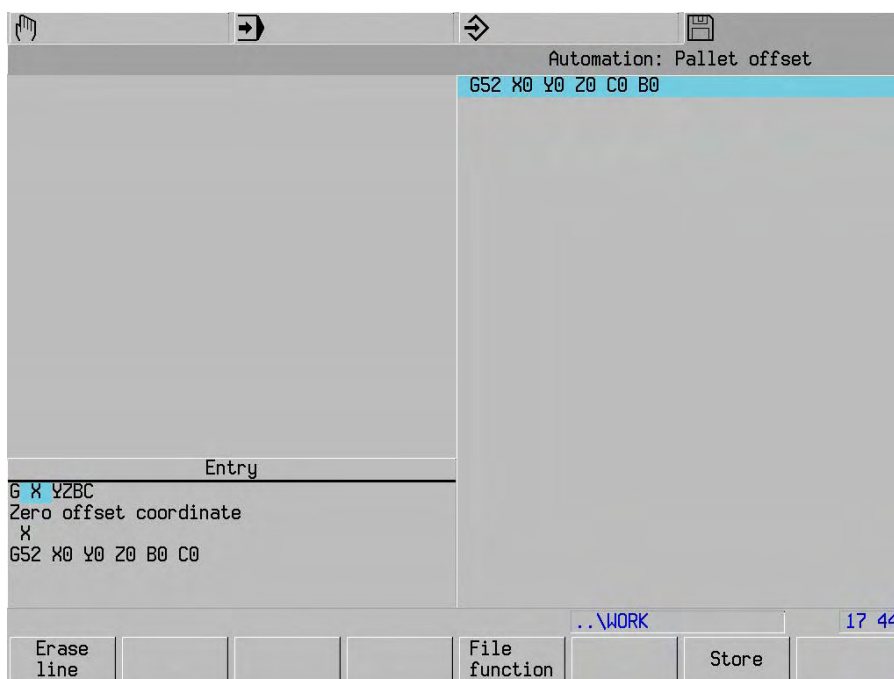 Automation: Pallet offset
G52 X0 Y0 Z0 C0 B0
Entry
G X YZBC
Zero offset coordinate
X
G52 X0 Y0 Z0 B0 C0
..\WORK
17 44
Erase
line
File
function
Store